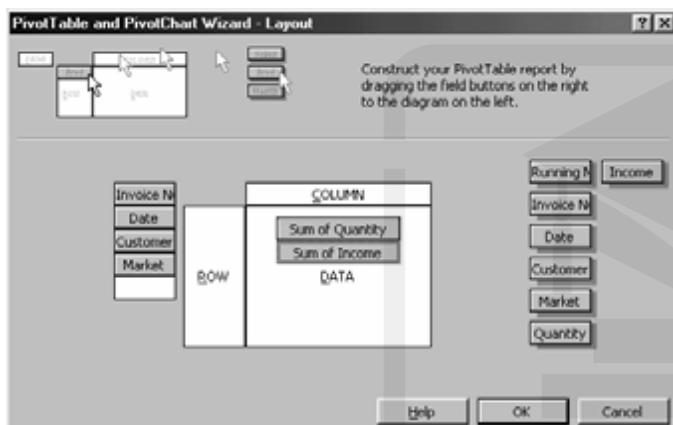 PivotTable and PivotChart Wizard - Layout
Construct your PivotTable report by
dragging the field buttons on the right
to the diagram on the left.
Invoice N
Date
Customer
Market
COLUMN
ROW
Sum of Quantity
Sum of Income
DATA
Running N
Income
Invoice N
Date
Customer
Market
Quantity
Help
OK
Cancel